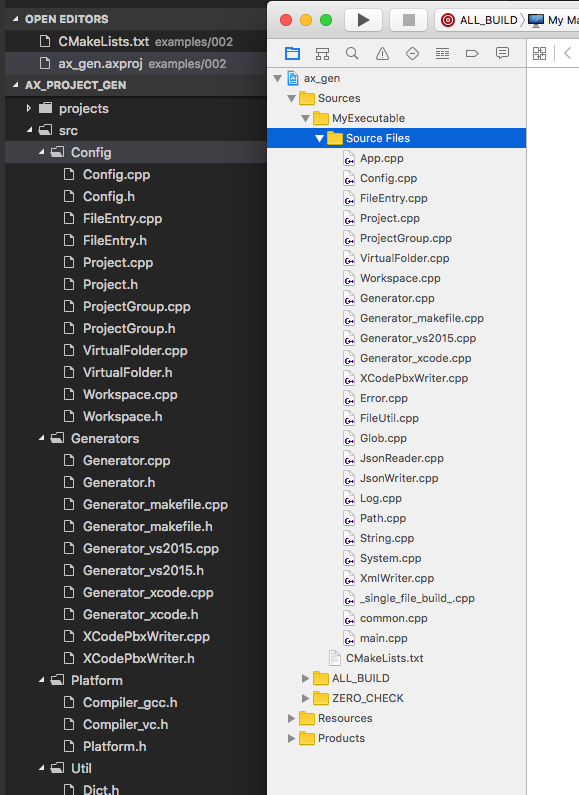 OPEN EDITORS
CMakeLists.txt examples/002
ax_gen.axproj examples/002
AX_PROJECT_GEN
projects
src
Config
Config.cpp
Config.h
FileEntry.cpp
FileEntry.h
Project.cpp
Project.h
ProjectGroup.cpp
ProjectGroup.h
VirtualFolder.cpp
VirtualFolder.h
Workspace.cpp
Workspace.h
Generators
Generator.cpp
Generator.h
Generator_makefile.cpp
Generator_makefile.h
Generator_vs2015.cpp
Generator_vs2015.h
Generator_xcode.cpp
Generator_xcode.h
XCodePbxWriter.cpp
XCodePbxWriter.h
Platform
Compiler_gcc.h
Compiler_vc.h
Platform.h
Util
Dict.h
ALL_BUILD
My Ma
ax_gen
Sources
MyExecutable
Source Files
App.cpp
Config.cpp
FileEntry.cpp
Project.cpp
ProjectGroup.cpp
VirtualFolder.cpp
Workspace.cpp
Generator.cpp
Generator_makefile.cpp
Generator_vs2015.cpp
Generator_xcode.cpp
XCodePbxWriter.cpp
Error.cpp
FileUtil.cpp
Glob.cpp
JsonReader.cpp
JsonWriter.cpp
Log.cpp
Path.cpp
String.cpp
System.cpp
XmlWriter.cpp
_single_file_build_.cpp
common.cpp
main.cpp
CMakeLists.txt
ALL_BUILD
ZERO_CHECK
Resources
Products